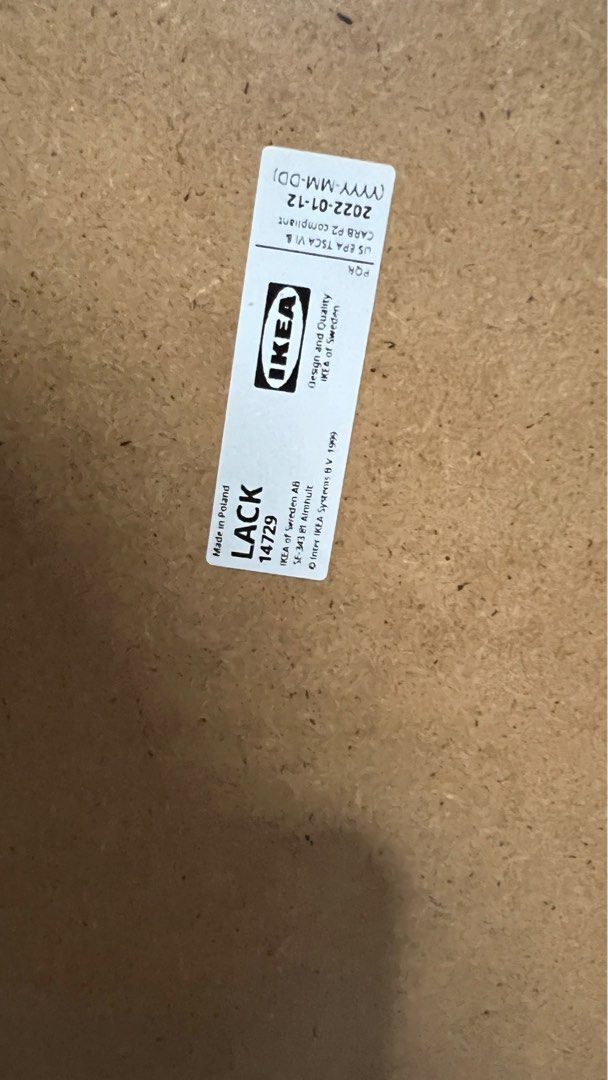 Made in Poland
LACK
14729
IKEA of Sweden AB
SE-343 81 Älmhult
© Inter IKEA Systems B.V. 1999
IKEA
Design and Quality
IKEA of Sweden
PQR
US EPA TSCA VI &
CARB P2 compliant
2022-01-12
(YYYY-MM-DD)